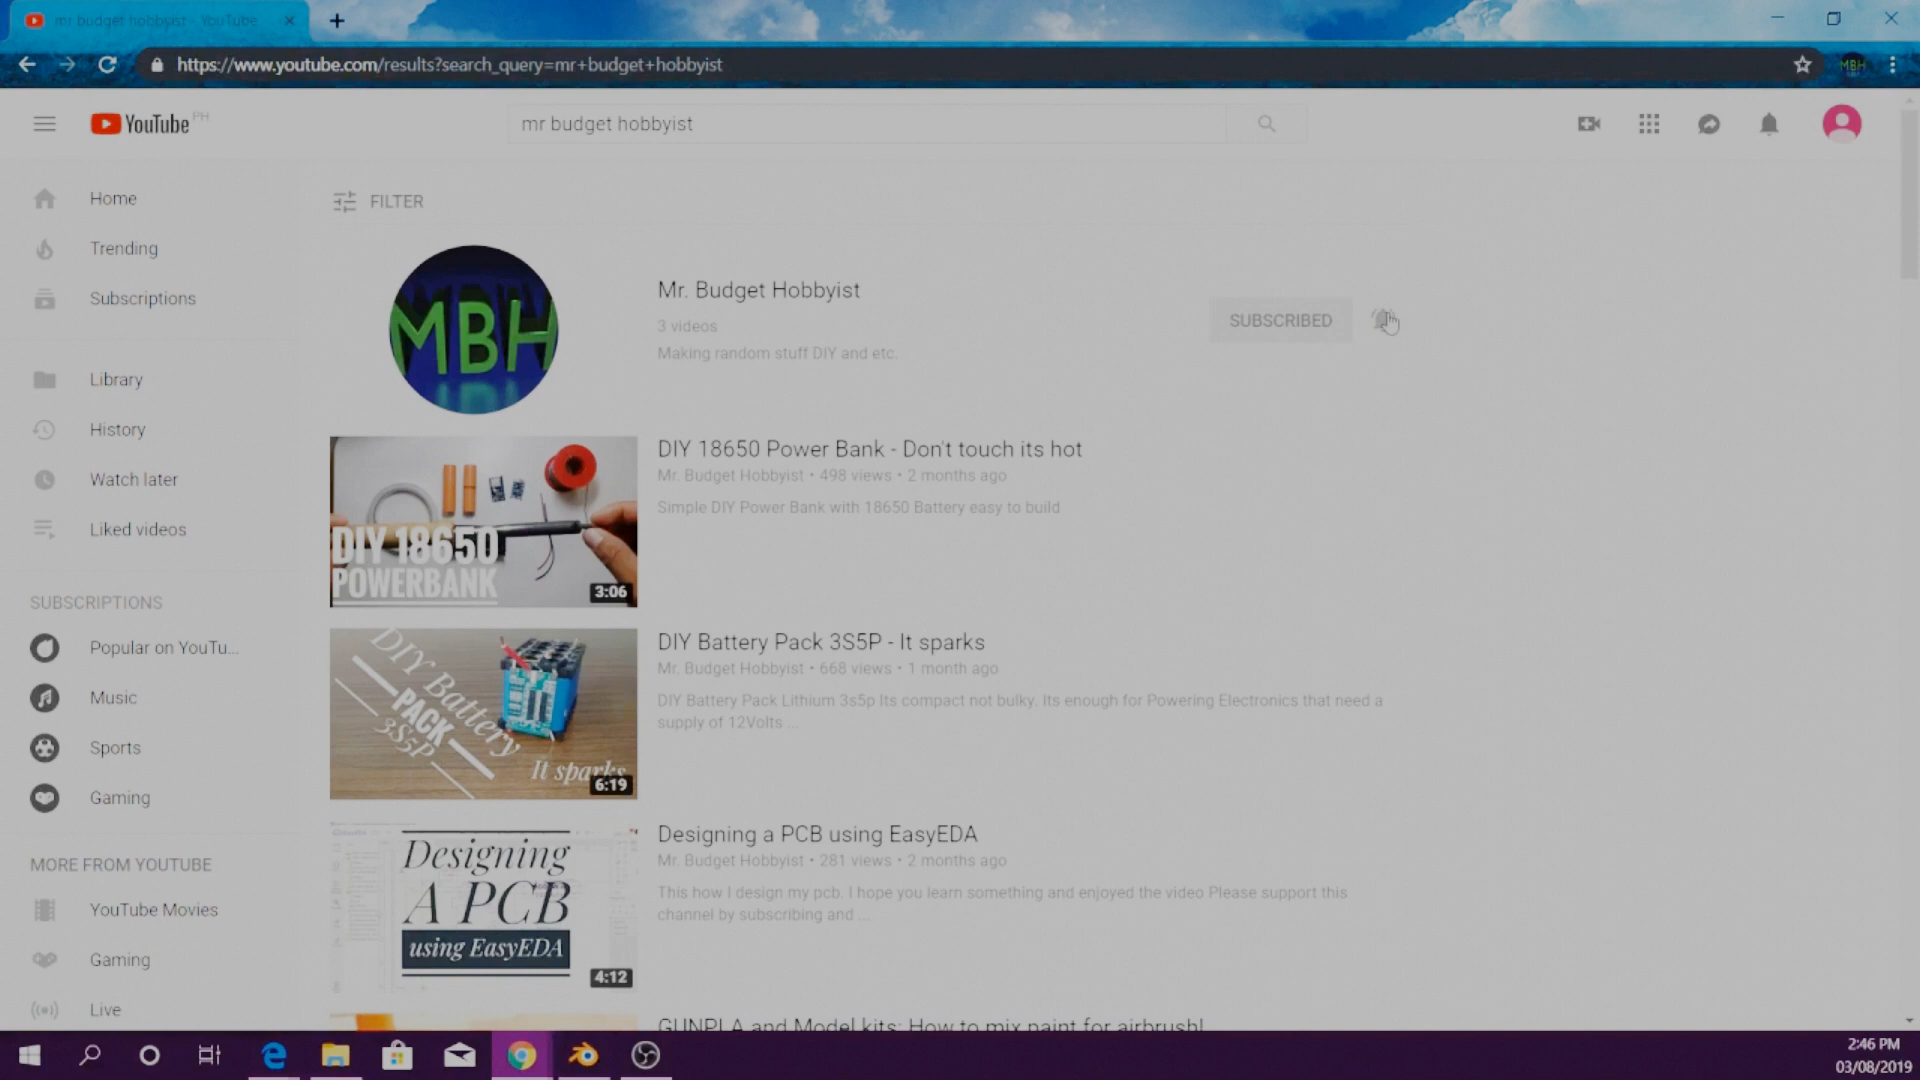 mr budget hobbyist - YouTube
https://www.youtube.com/results?search_query=mr+budget+hobbyist
MBH
YouTube PH
mr budget hobbyist
Home
Trending
Subscriptions
Library
History
Watch later
Liked videos
SUBSCRIPTIONS
Popular on YouTu...
Music
Sports
Gaming
MORE FROM YOUTUBE
YouTube Movies
Gaming
Live
FILTER
MBH
Mr. Budget Hobbyist
3 videos
Making random stuff DIY and etc.
SUBSCRIBED
DIY 18650
POWERBANK
3:06
DIY 18650 Power Bank - Don't touch its hot
Mr. Budget Hobbyist • 498 views • 2 months ago
Simple DIY Power Bank with 18650 Battery easy to build
DIY Battery
PACK
3S5P
It sparks
6:19
DIY Battery Pack 3S5P - It sparks
Mr. Budget Hobbyist • 668 views • 1 month ago
DIY Battery Pack Lithium 3s5p Its compact not bulky. Its enough for Powering Electronics that need a
supply of 12Volts ...
Designing
A PCB
using EasyEDA
4:12
Designing a PCB using EasyEDA
Mr. Budget Hobbyist • 281 views • 2 months ago
This how I design my pcb. I hope you learn something and enjoyed the video Please support this
channel by subscribing and ...
GUNPLA and Model kits: How to mix paint for airbrush!
2:46 PM
03/08/2019